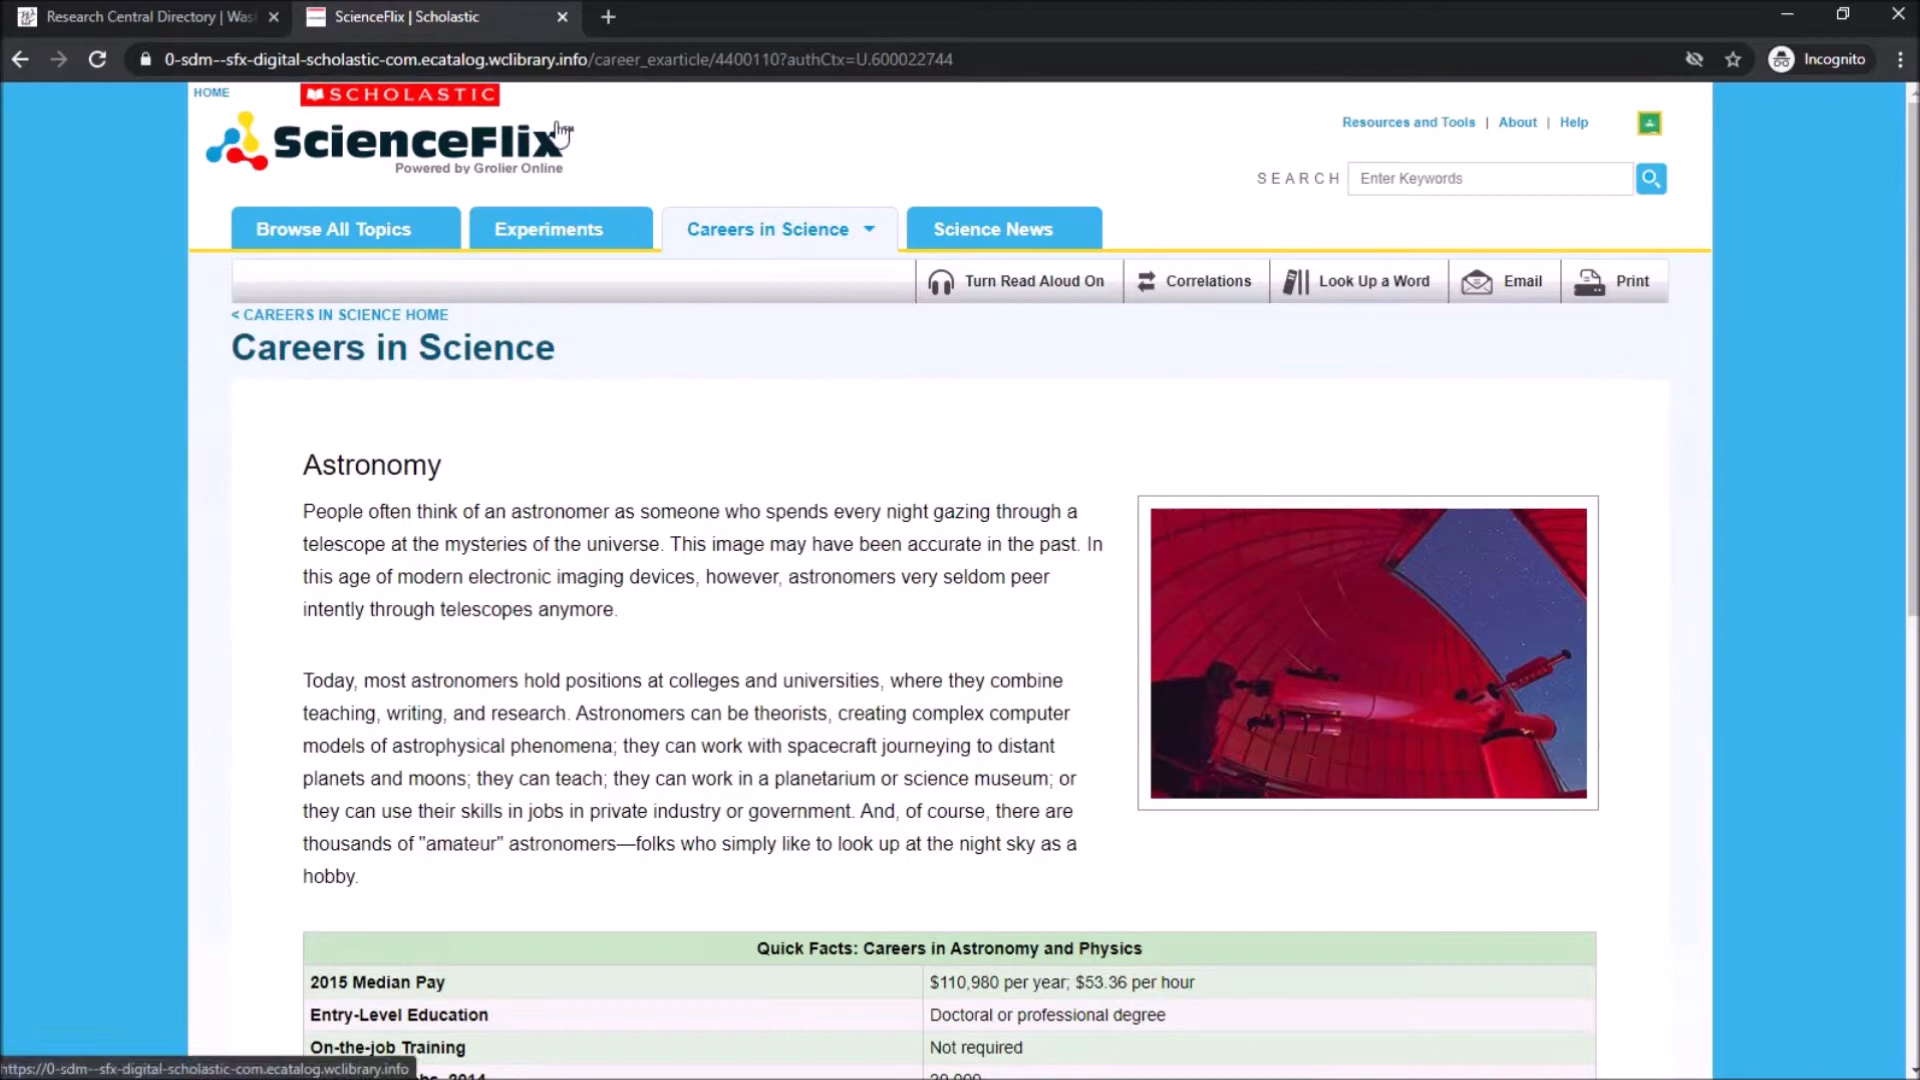 Research Central Directory | Was
ScienceFlix | Scholastic
0-sdm--sfx-digital-scholastic-com.ecatalog.wclibrary.info/career_exarticle/4400110?authCtx=U.600022744
Incognito
HOME
SCHOLASTIC
ScienceFlix
Powered by Grolier Online
Resources and Tools | About | Help
SEARCH Enter Keywords
Browse All Topics
Experiments
Careers in Science
Science News
Turn Read Aloud On
Correlations
Look Up a Word
Email
Print
< CAREERS IN SCIENCE HOME
Careers in Science
Astronomy
People often think of an astronomer as someone who spends every night gazing through a
telescope at the mysteries of the universe. This image may have been accurate in the past. In
this age of modern electronic imaging devices, however, astronomers very seldom peer
intently through telescopes anymore.
Today, most astronomers hold positions at colleges and universities, where they combine
teaching, writing, and research. Astronomers can be theorists, creating complex computer
models of astrophysical phenomena; they can work with spacecraft journeying to distant
planets and moons; they can teach; they can work in a planetarium or science museum; or
they can use their skills in jobs in private industry or government. And, of course, there are
thousands of "amateur" astronomers—folks who simply like to look up at the night sky as a
hobby.
Quick Facts: Careers in Astronomy and Physics
2015 Median Pay $110,980 per year; $53.36 per hour
Entry-Level Education Doctoral or professional degree
On-the-job Training Not required
https://0-sdm--sfx-digital-scholastic-com.ecatalog.wclibrary.info